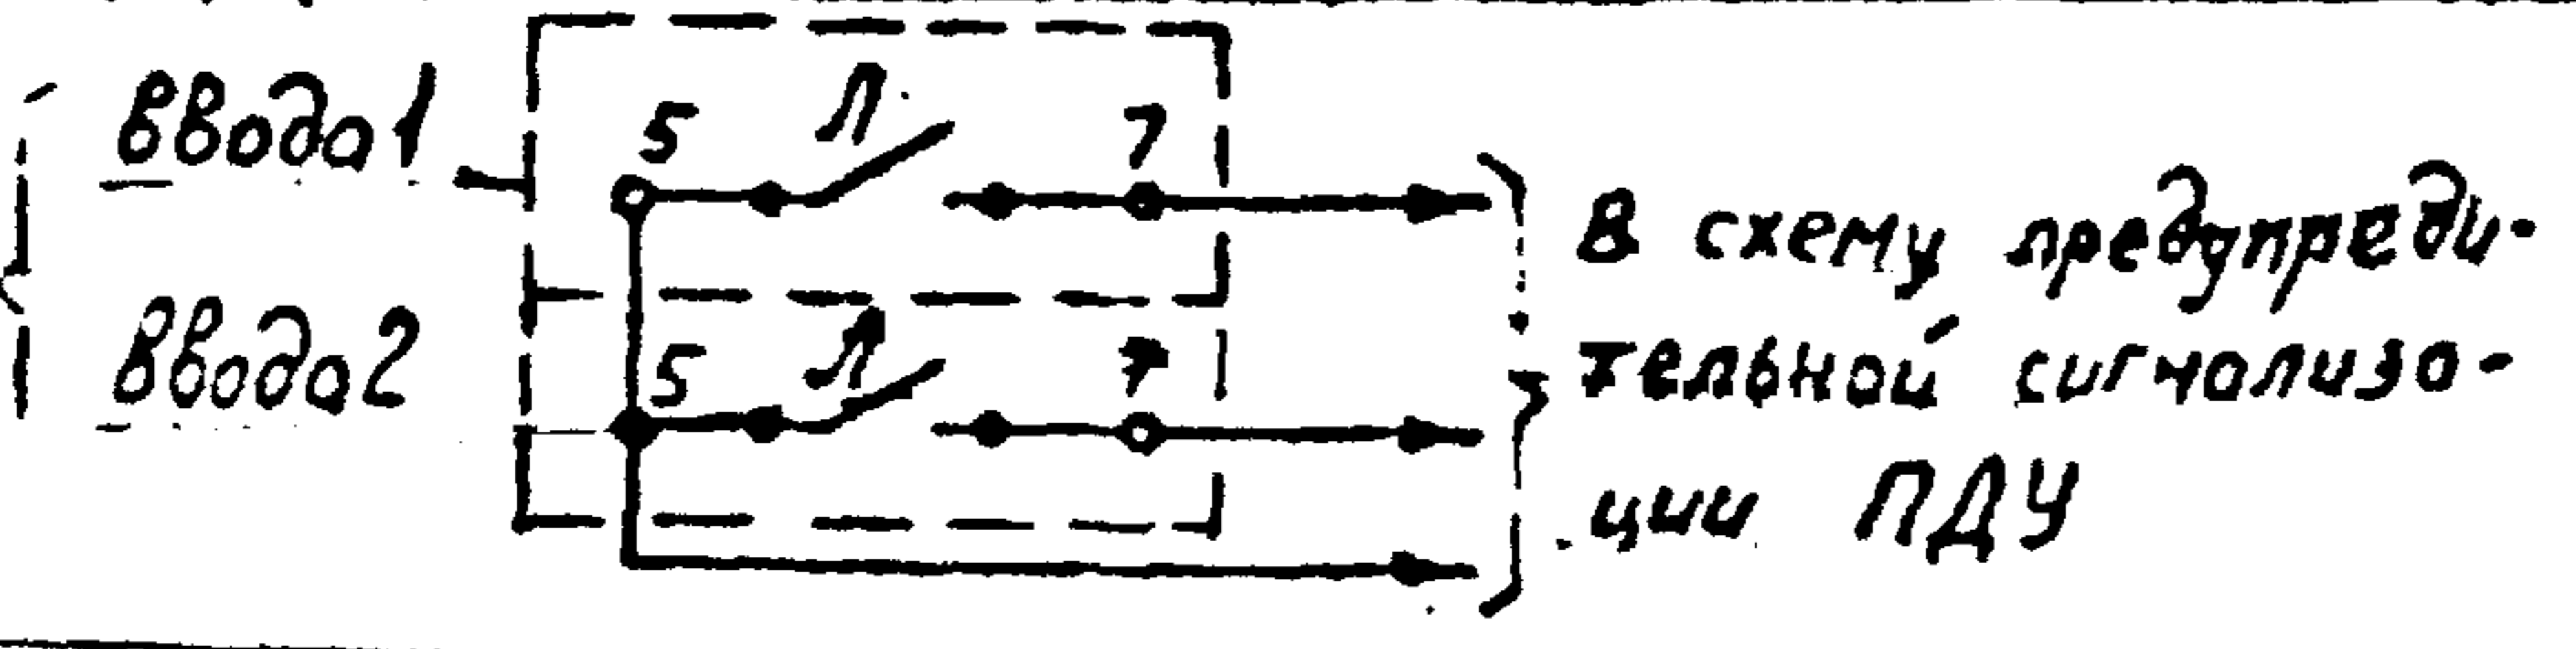 Ввода1
5 Л 7
Ввода2
5 Л 7
В схему предупреди-
тельной сигнализа-
ции ПДУ